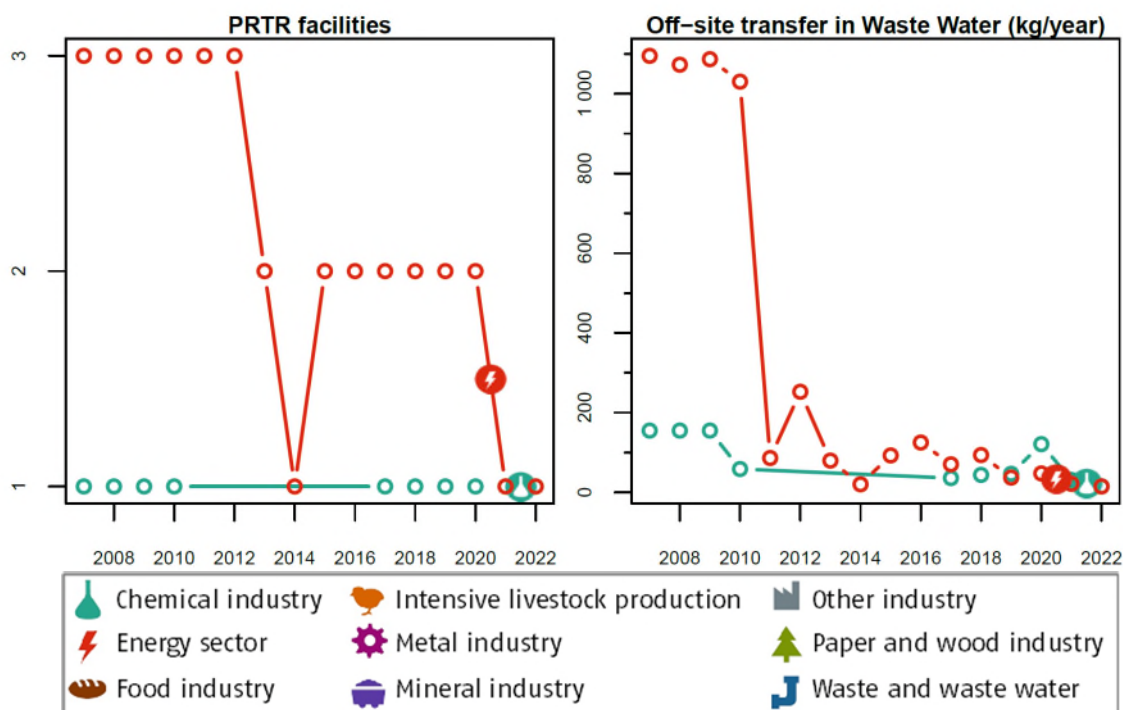 PRTR facilities
3
2
1
2008 2010 2012 2014 2016 2018 2020 2022
Off-site transfer in Waste Water (kg/year)
1 000
800
600
400
200
0
2008 2010 2012 2014 2016 2018 2020 2022
Chemical industry
Intensive livestock production
Other industry
Energy sector
Metal industry
Paper and wood industry
Food industry
Mineral industry
Waste and waste water